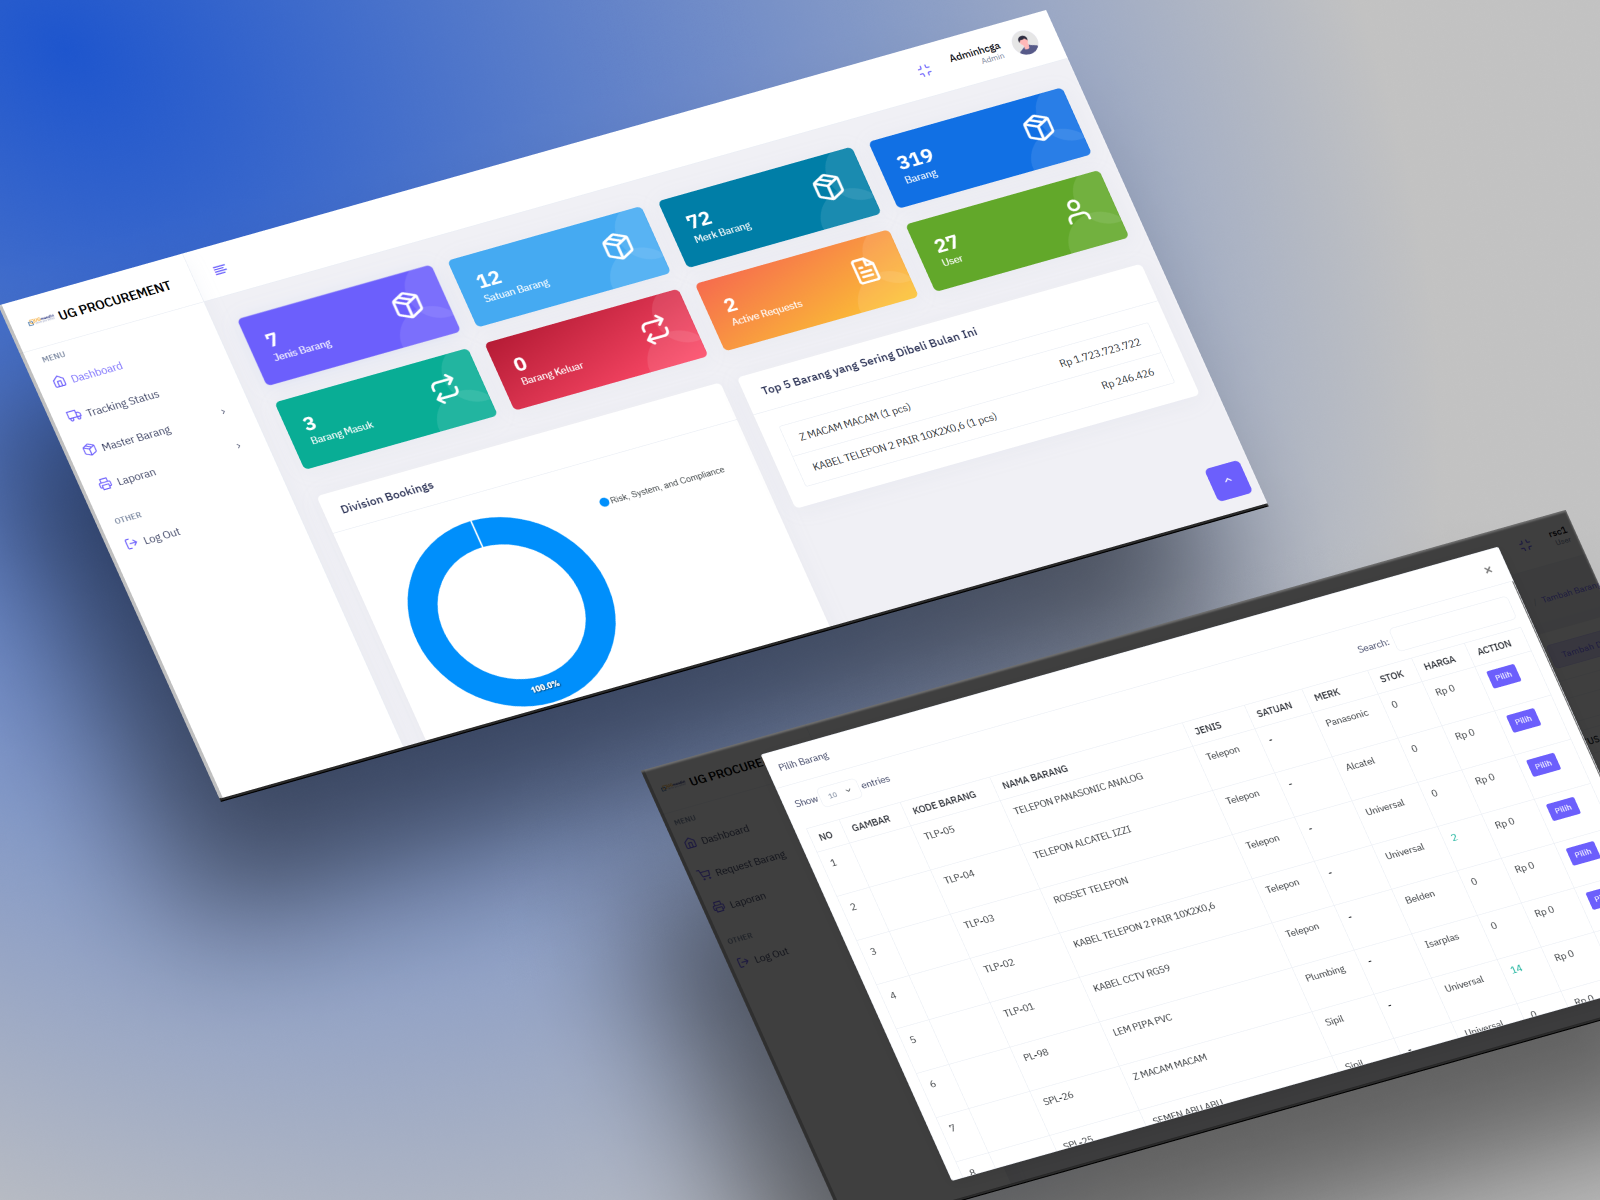 Adminhcga
Admin
UG PROCUREMENT
MENU
Dashboard
Tracking Status
Master Barang
Laporan
OTHER
Log Out
7
Jenis Barang
12
Satuan Barang
72
Merk Barang
319
Barang
3
Barang Masuk
0
Barang Keluar
2
Active Requests
27
User
Division Bookings
Risk, System, and Compliance
100.0%
Top 5 Barang yang Sering Dibeli Bulan Ini
Z MACAM MACAM (1 pcs) Rp 1.723.723.722
KABEL TELEPON 2 PAIR 10X2X0,6 (1 pcs) Rp 246.426
rsc1
User
UG PROCURE
MENU
Dashboard
Request Barang
Laporan
OTHER
Log Out
Tambah Baran
Tambah
Pilih Barang
×
Show 10 entries
Search:
NO GAMBAR KODE BARANG NAMA BARANG JENIS SATUAN MERK STOK HARGA ACTION
1 TLP-05 TELEPON PANASONIC ANALOG Telepon - Panasonic 0 Rp 0 Pilih
2 TLP-04 TELEPON ALCATEL IZZI Telepon - Alcatel 0 Rp 0 Pilih
3 TLP-03 ROSSET TELEPON Telepon - Universal 0 Rp 0 Pilih
4 TLP-02 KABEL TELEPON 2 PAIR 10X2X0,6 Telepon - Universal 2 Rp 0 Pilih
5 TLP-01 KABEL CCTV RG59 Telepon - Belden 0 Rp 0 Pilih
6 PL-98 LEM PIPA PVC Plumbing - Isarplas 0 Rp 0
7 SPL-26 Z MACAM MACAM Sipil - Universal 14 Rp 0
8 SPL-25 SEMEN ABU ABU Sipil - Universal 0 Rp 0